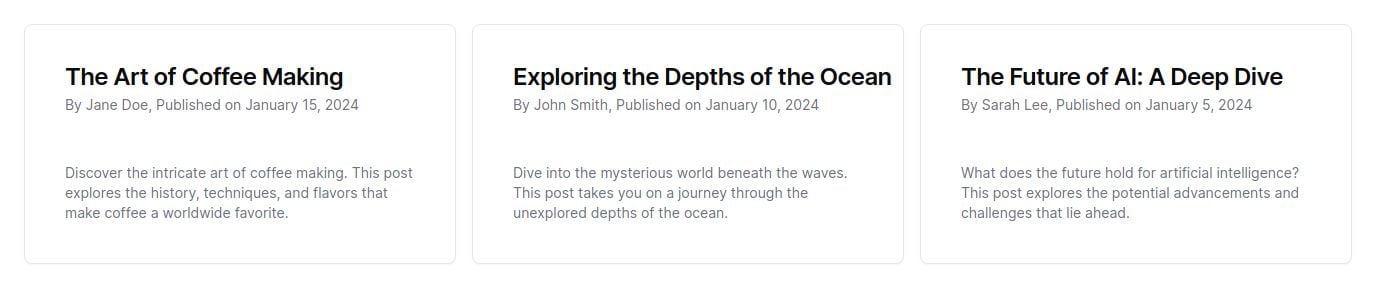 The Art of Coffee Making
By Jane Doe, Published on January 15, 2024
Discover the intricate art of coffee making. This post
explores the history, techniques, and flavors that
make coffee a worldwide favorite.
Exploring the Depths of the Ocean
By John Smith, Published on January 10, 2024
Dive into the mysterious world beneath the waves.
This post takes you on a journey through the
unexplored depths of the ocean.
The Future of AI: A Deep Dive
By Sarah Lee, Published on January 5, 2024
What does the future hold for artificial intelligence?
This post explores the potential advancements and
challenges that lie ahead.